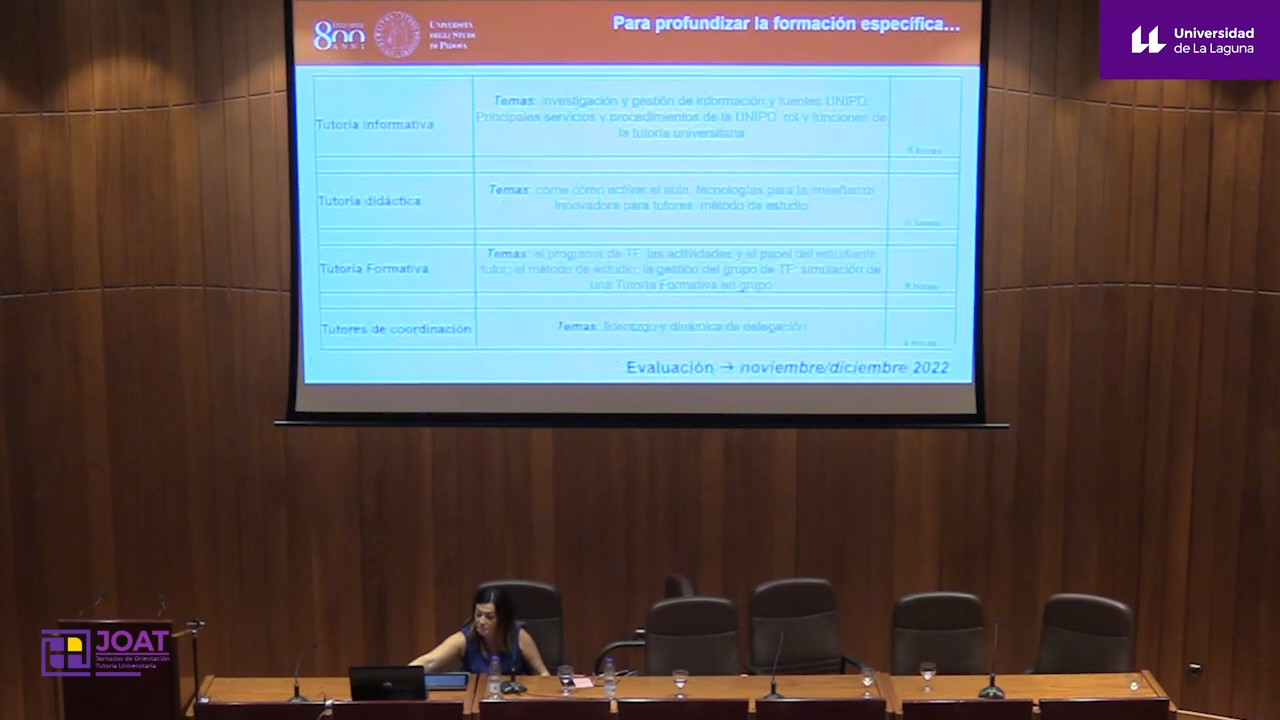 800
UNIVERSITÀ
DEGLI STUDI
DI PADOVA
Para profundizar la formación específica...
Universidad
de La Laguna
Tutoría informativa
Temas: investigación y gestión de información y fuentes UNIPD;
Principales servicios y procedimientos de la UNIPD, rol y funciones de
la tutoría universitaria
horas
Tutoría didáctica
Temas: come cómo activar el aula, tecnologías para la enseñanza
innovadora para tutores, método de estudio
horas
Tutoría Formativa
Temas: el programa de TF, las actividades y el papel del estudiante
tutor; el método de estudio; la gestión del grupo de TF; simulación de
una Tutoría Formativa en grupo
horas
Tutores de coordinación
Temas: liderazgo y dinámica de delegación
horas
Evaluación → noviembre/diciembre 2022
JOAT
Jornadas de Orientación
Tutoría Universitaria